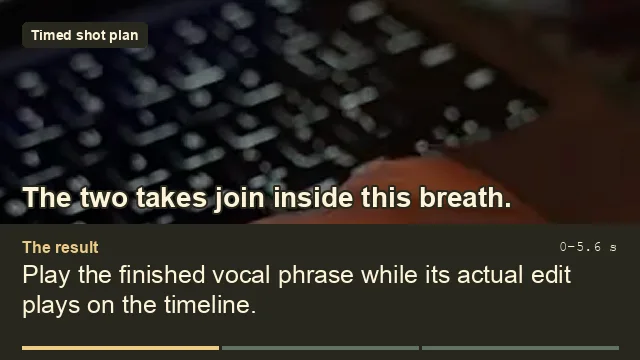 Timed shot plan
The two takes join inside this breath.
The result
0–5.6 s
Play the finished vocal phrase while its actual edit
plays on the timeline.